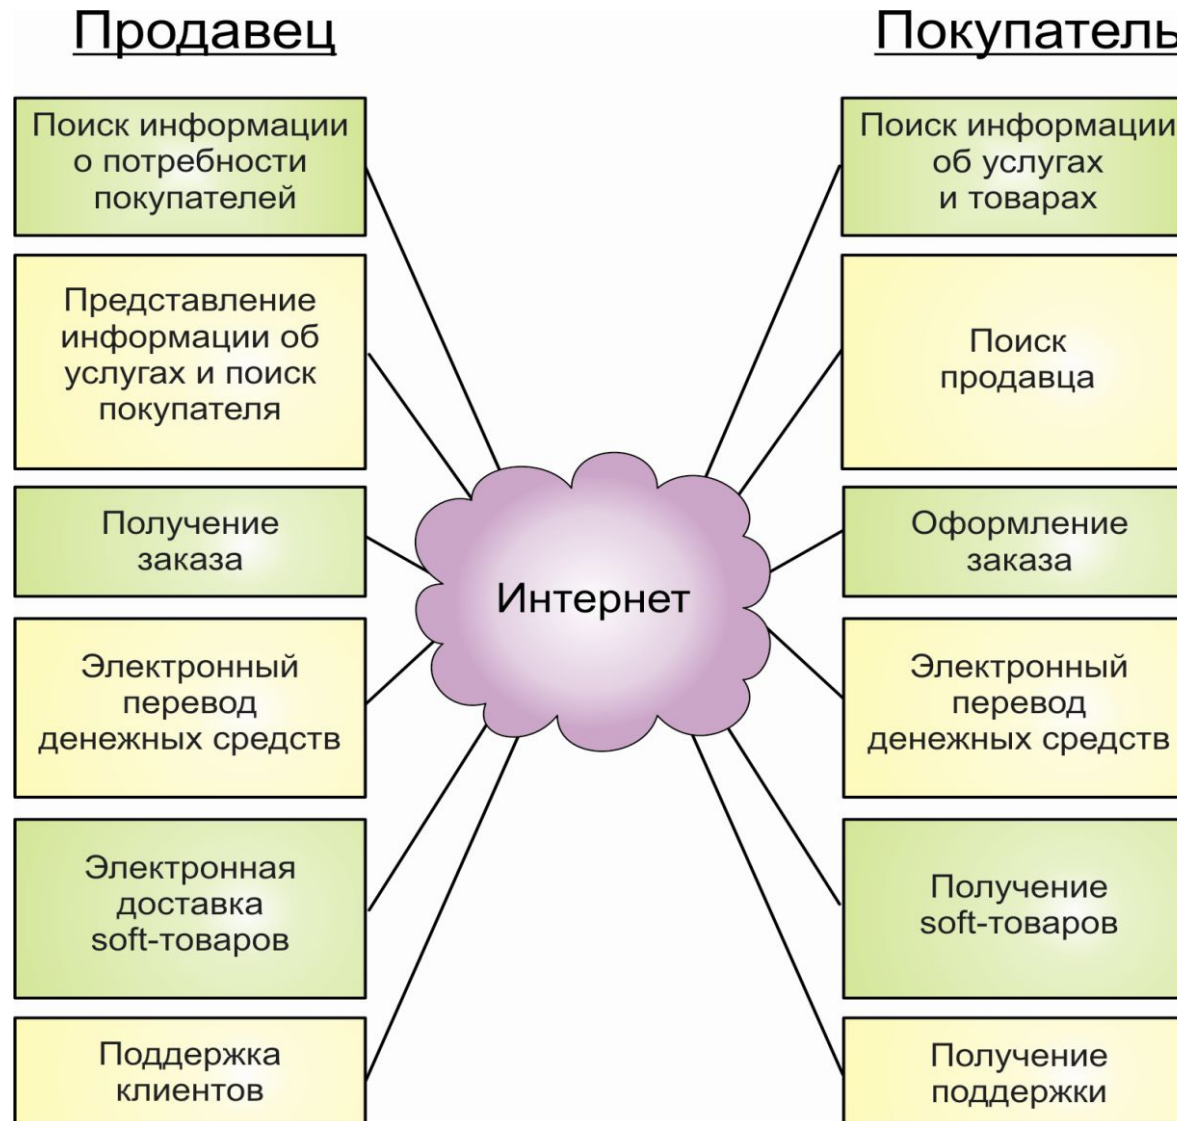 Продавец
Покупатель
Поиск информации
о потребности
покупателей
Поиск информации
об услугах
и товарах
Представление
информации об
услугах и поиск
покупателя
Поиск
продавца
Получение
заказа
Оформление
заказа
Интернет
Электронный
перевод
денежных средств
Электронный
перевод
денежных средств
Электронная
доставка
soft-товаров
Получение
soft-товаров
Поддержка
клиентов
Получение
поддержки